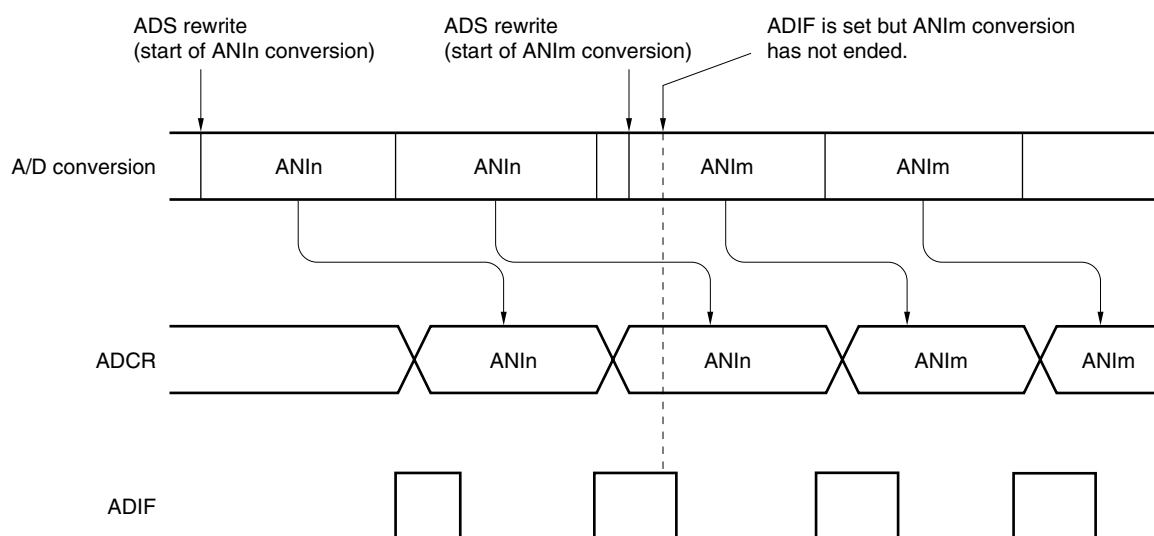 ADS rewrite
(start of ANIn conversion)
ADS rewrite
(start of ANIm conversion)
ADIF is set but ANIm conversion
has not ended.
A/D conversion
ANIn
ANIn
ANIm
ANIm
ADCR
ANIn
ANIn
ANIm
ANIm
ADIF